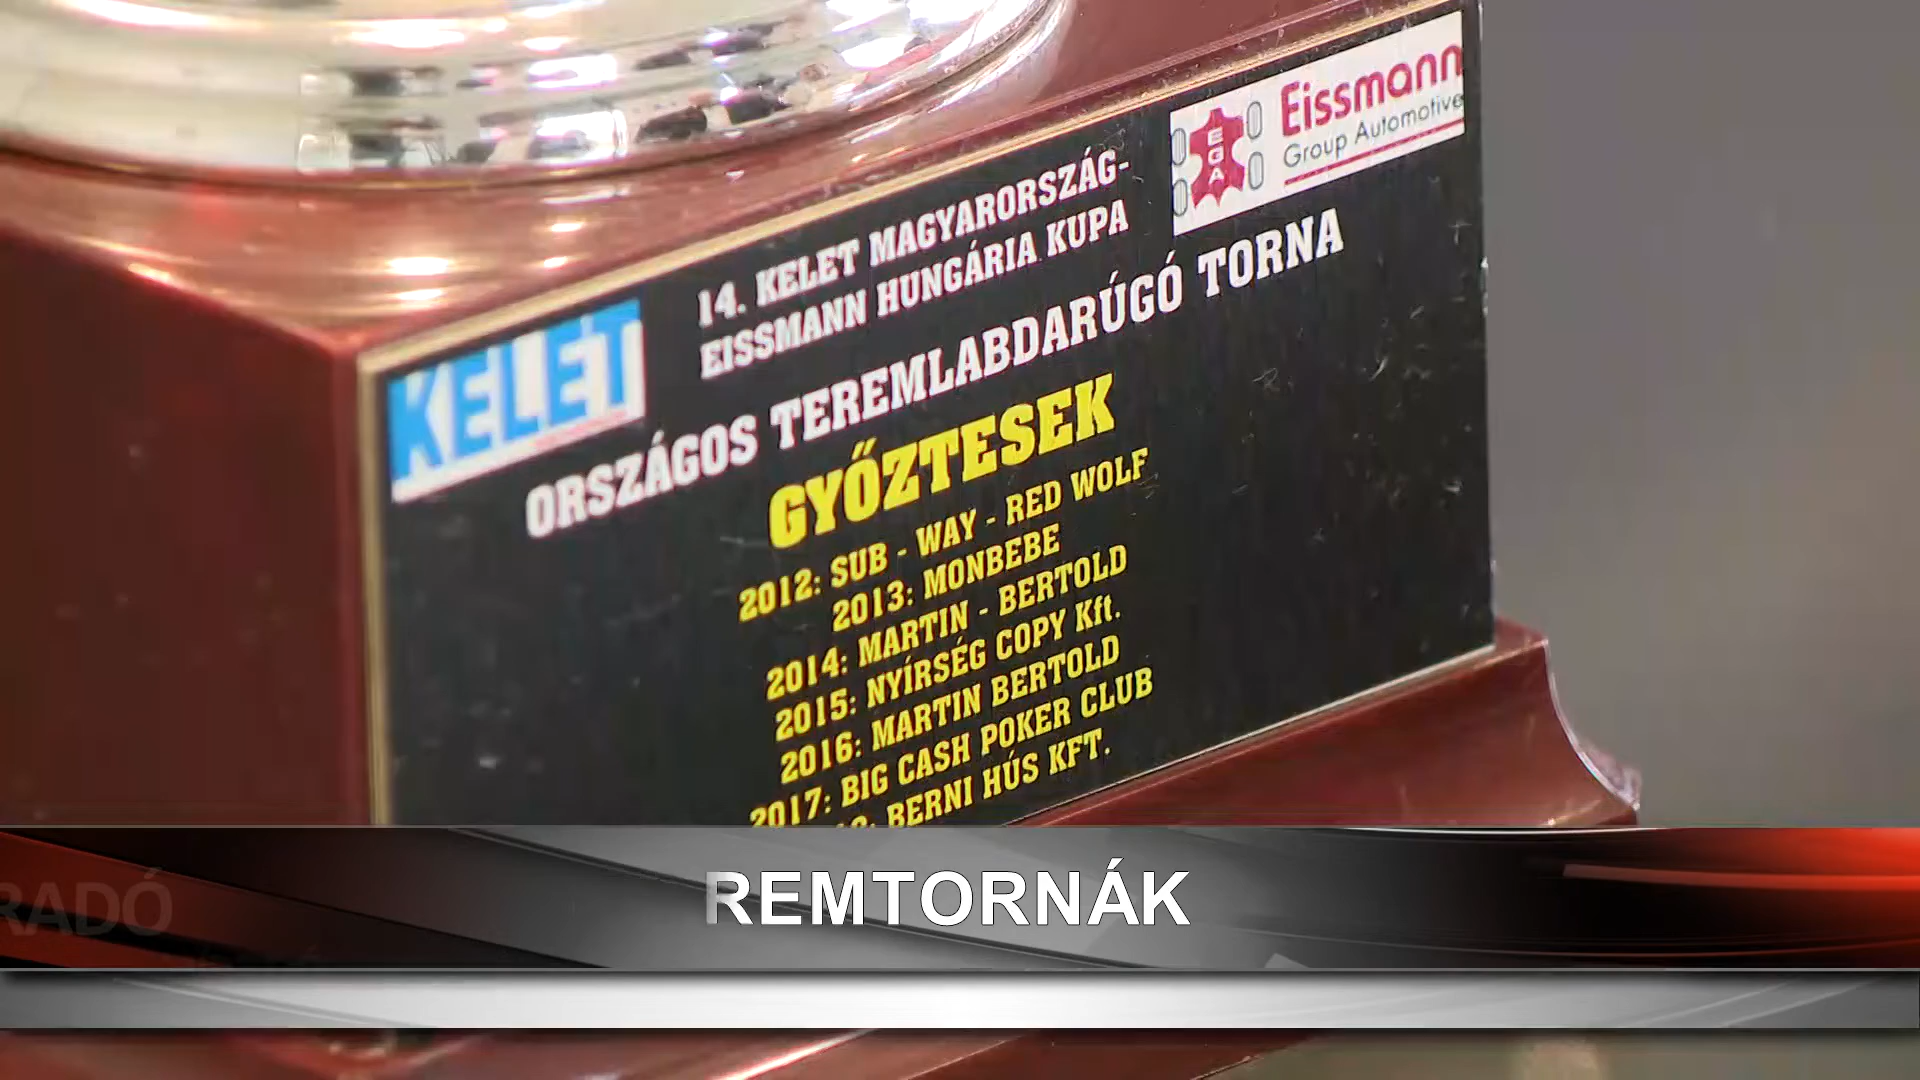 Eissmann
Group Automotive
EGA
14. KELET MAGYARORSZÁG-
EISSMANN HUNGÁRIA KUPA
KELET
ORSZÁGOS TEREMLABDARÚGÓ TORNA
GYŐZTESEK
2012: SUB - WAY - RED WOLF
2013: MONBEBE
2014: MARTIN - BERTOLD
2015: NYÍRSÉG COPY Kft.
2016: MARTIN BERTOLD
2017: BIG CASH POKER CLUB
BERNI HÚS KFT.
REMTORNÁK
RADÓ